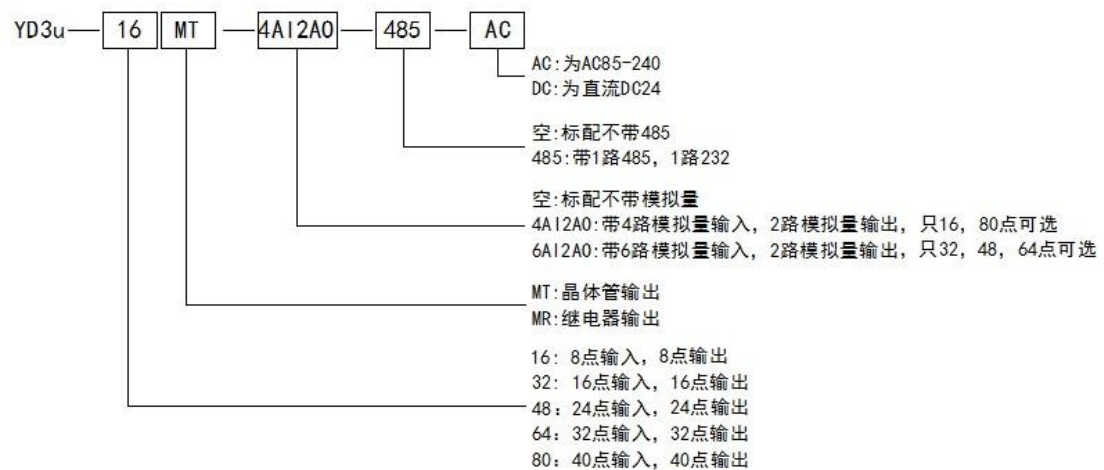 YD3u—16 MT—4AI2AO—485—AC
AC:为AC85-240
DC:为直流DC24
空:标配不带485
485:带1路485，1路232
空:标配不带模拟量
4AI2AO:带4路模拟量输入，2路模拟量输出，只16，80点可选
6AI2AO:带6路模拟量输入，2路模拟量输出，只32，48，64点可选
MT:晶体管输出
MR:继电器输出
16: 8点输入，8点输出
32: 16点输入，16点输出
48: 24点输入，24点输出
64: 32点输入，32点输出
80: 40点输入，40点输出